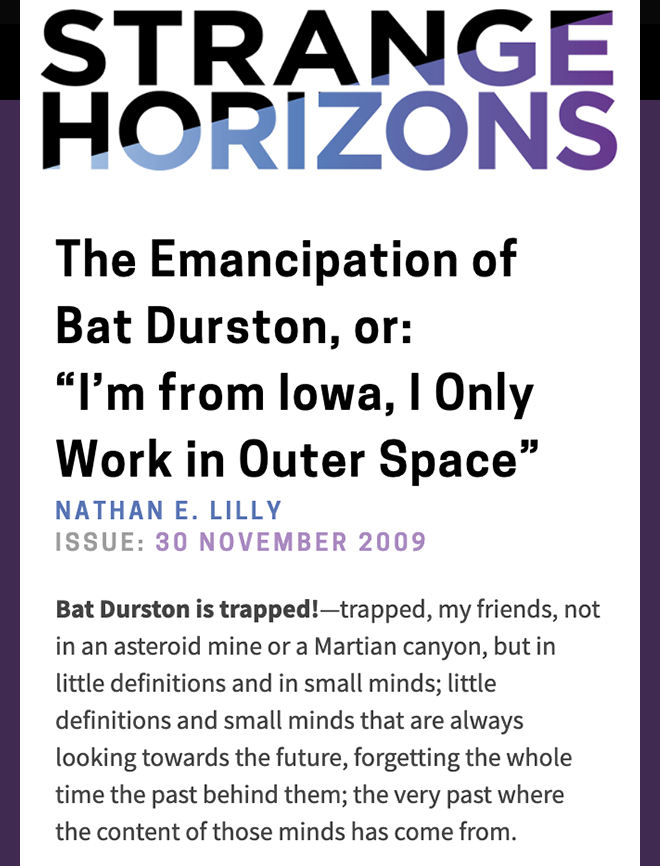 STRANGE
HORIZONS
The Emancipation of
Bat Durston, or:
“I’m from Iowa, I Only
Work in Outer Space”
NATHAN E. LILLY
ISSUE: 30 NOVEMBER 2009
Bat Durston is trapped!—trapped, my friends, not
in an asteroid mine or a Martian canyon, but in
little definitions and in small minds; little
definitions and small minds that are always
looking towards the future, forgetting the whole
time the past behind them; the very past where
the content of those minds has come from.